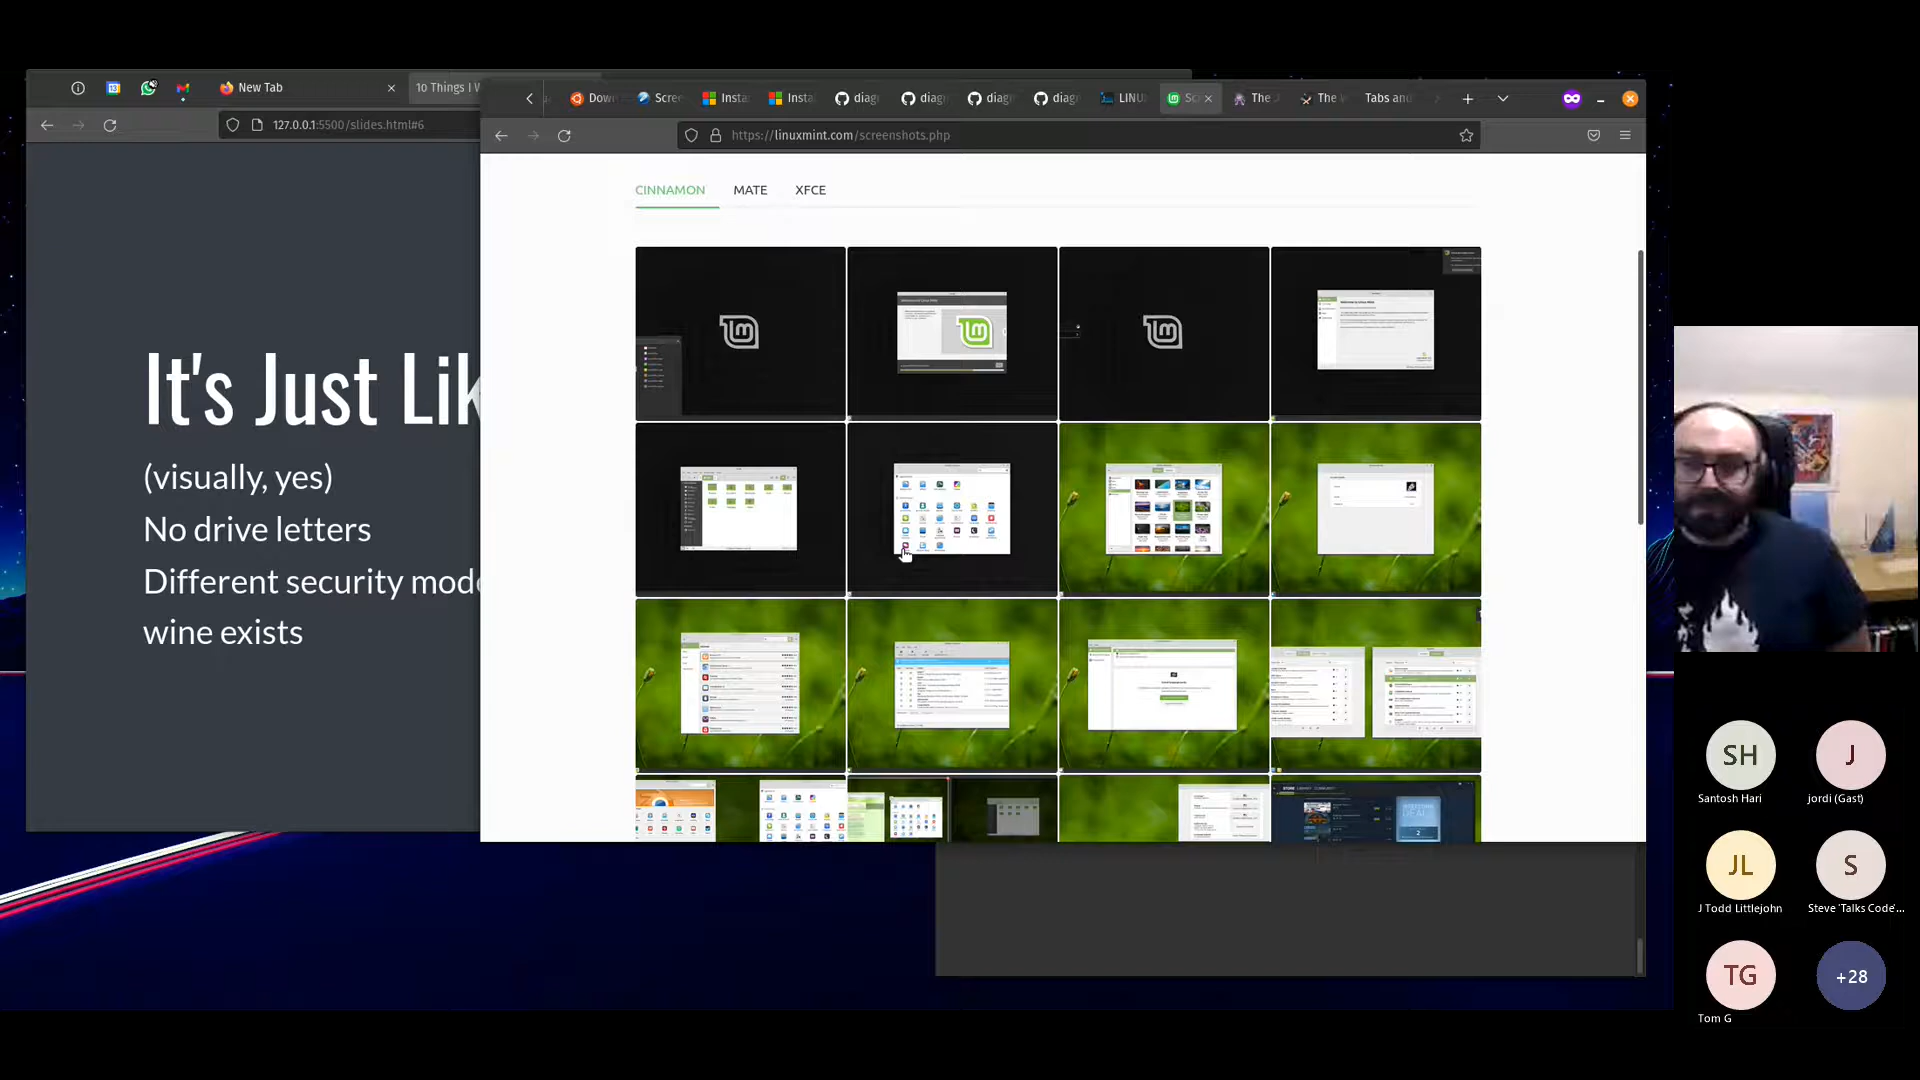 New Tab
10 Things I W
127.0.0.1:5500/slides.html#6
It's Just Lik
(visually, yes)
No drive letters
Different security mode
wine exists
Dow
Scree
Insta
Insta
diag
diag
diag
diag
LINU
Sc
The J
The w
Tabs and
https://linuxmint.com/screenshots.php
CINNAMON
MATE
XFCE
SH
Santosh Hari
J
jordi (Gast)
JL
J Todd Littlejohn
S
Steve 'Talks Code'...
TG
Tom G
+28